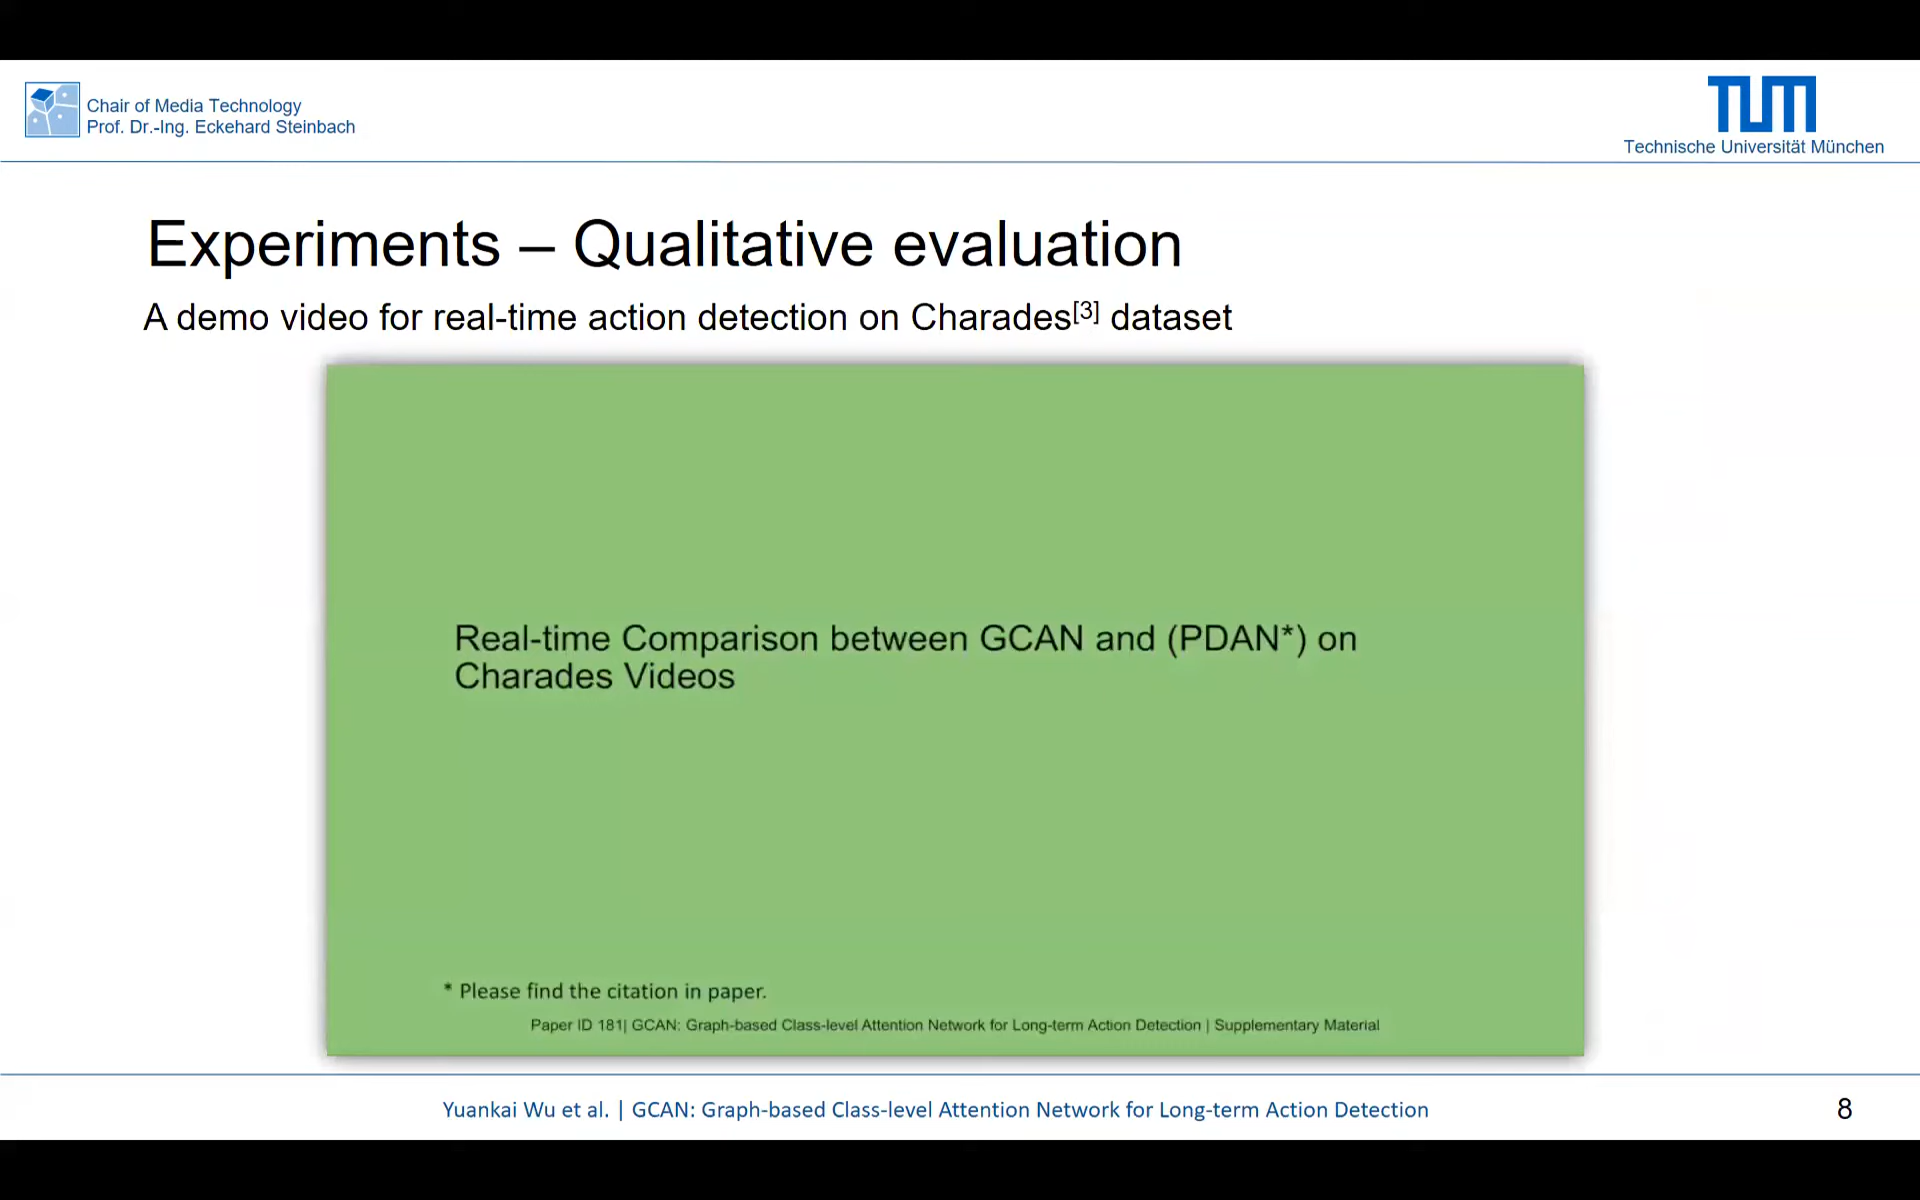 Chair of Media Technology
Prof. Dr.-Ing. Eckehard Steinbach
TUM
Technische Universität München
Experiments – Qualitative evaluation
A demo video for real-time action detection on Charades[3] dataset
Real-time Comparison between GCAN and (PDAN*) on
Charades Videos
* Please find the citation in paper.
Paper ID 181| GCAN: Graph-based Class-level Attention Network for Long-term Action Detection | Supplementary Material
Yuankai Wu et al. | GCAN: Graph-based Class-level Attention Network for Long-term Action Detection
8